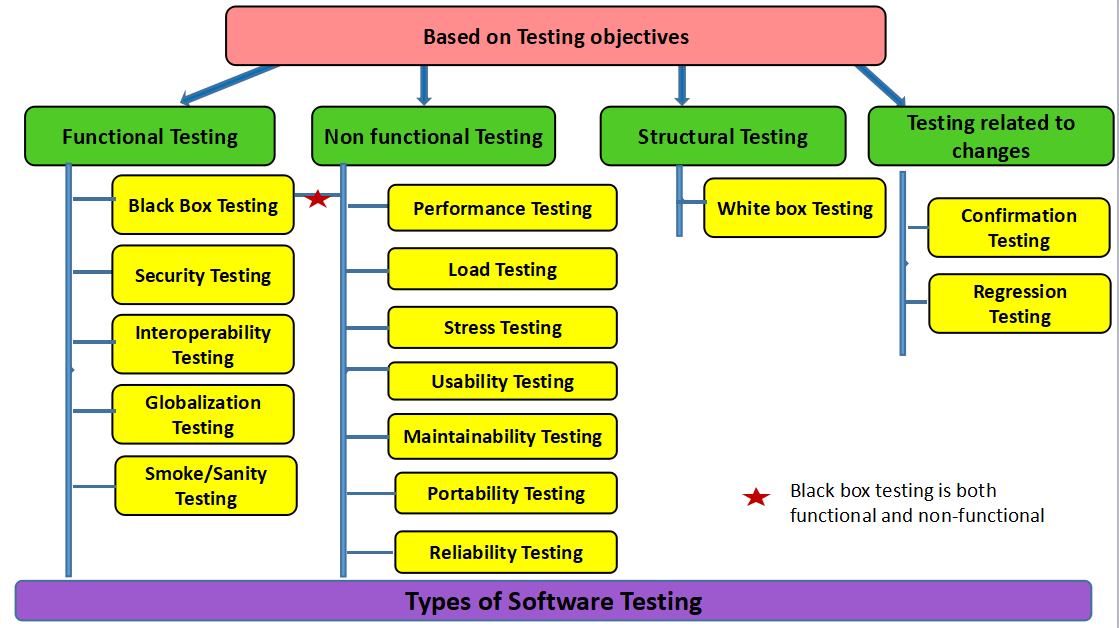 Based on Testing objectives
Functional Testing
Non functional Testing
Structural Testing
Testing related to
changes
Black Box Testing
Security Testing
Interoperability
Testing
Globalization
Testing
Smoke/Sanity
Testing
Performance Testing
Load Testing
Stress Testing
Usability Testing
Maintainability Testing
Portability Testing
Reliability Testing
White box Testing
Confirmation
Testing
Regression
Testing
Black box testing is both
functional and non-functional
Types of Software Testing